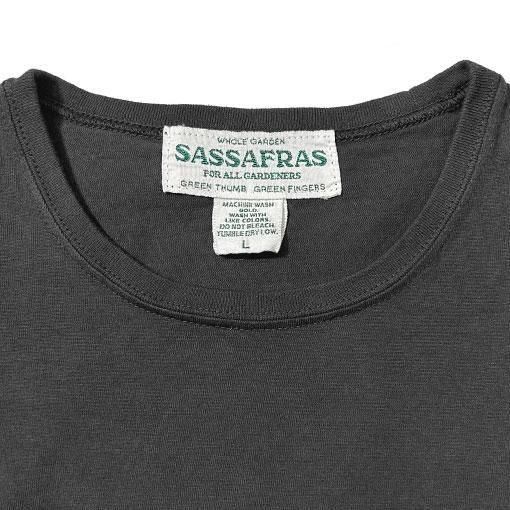 WHOLE GARDEN
SASSAFRAS
FOR ALL GARDENERS
GREEN THUMB GREEN FINGERS
MACHINE WASH
GOLD.
WASH WITH
LIKE COLORS.
DO NOT BLEACH.
TUMBLE DRY LOW.
L